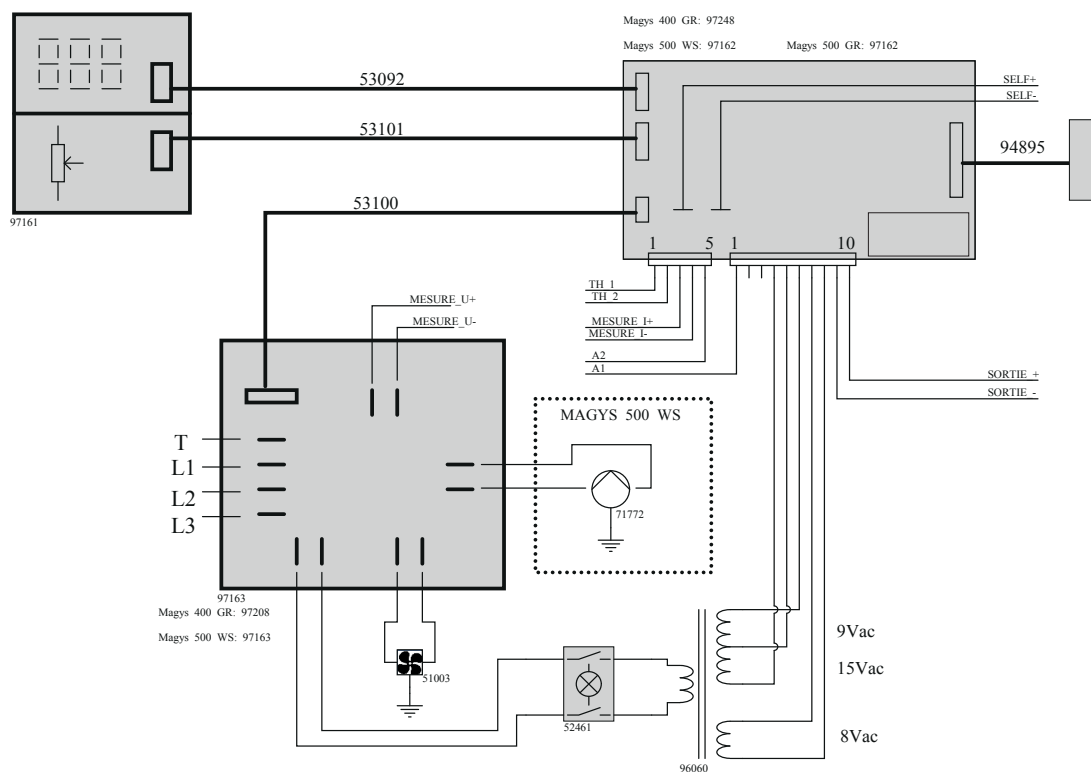 Magys 400 GR: 97248
Magys 500 WS: 97162 Magys 500 GR: 97162
53092
SELF+
SELF-
53101
94895
97161
53100
1 5 1 10
TH_1
TH_2
MESURE_U+
MESURE_U-
MESURE_I+
MESURE_I-
A2
A1
SORTIE_+
SORTIE_-
MAGYS 500 WS
T
L1
L2
L3
71772
97163
Magys 400 GR: 97208
Magys 500 WS: 97163
9Vac
15Vac
51003
52461
8Vac
96060